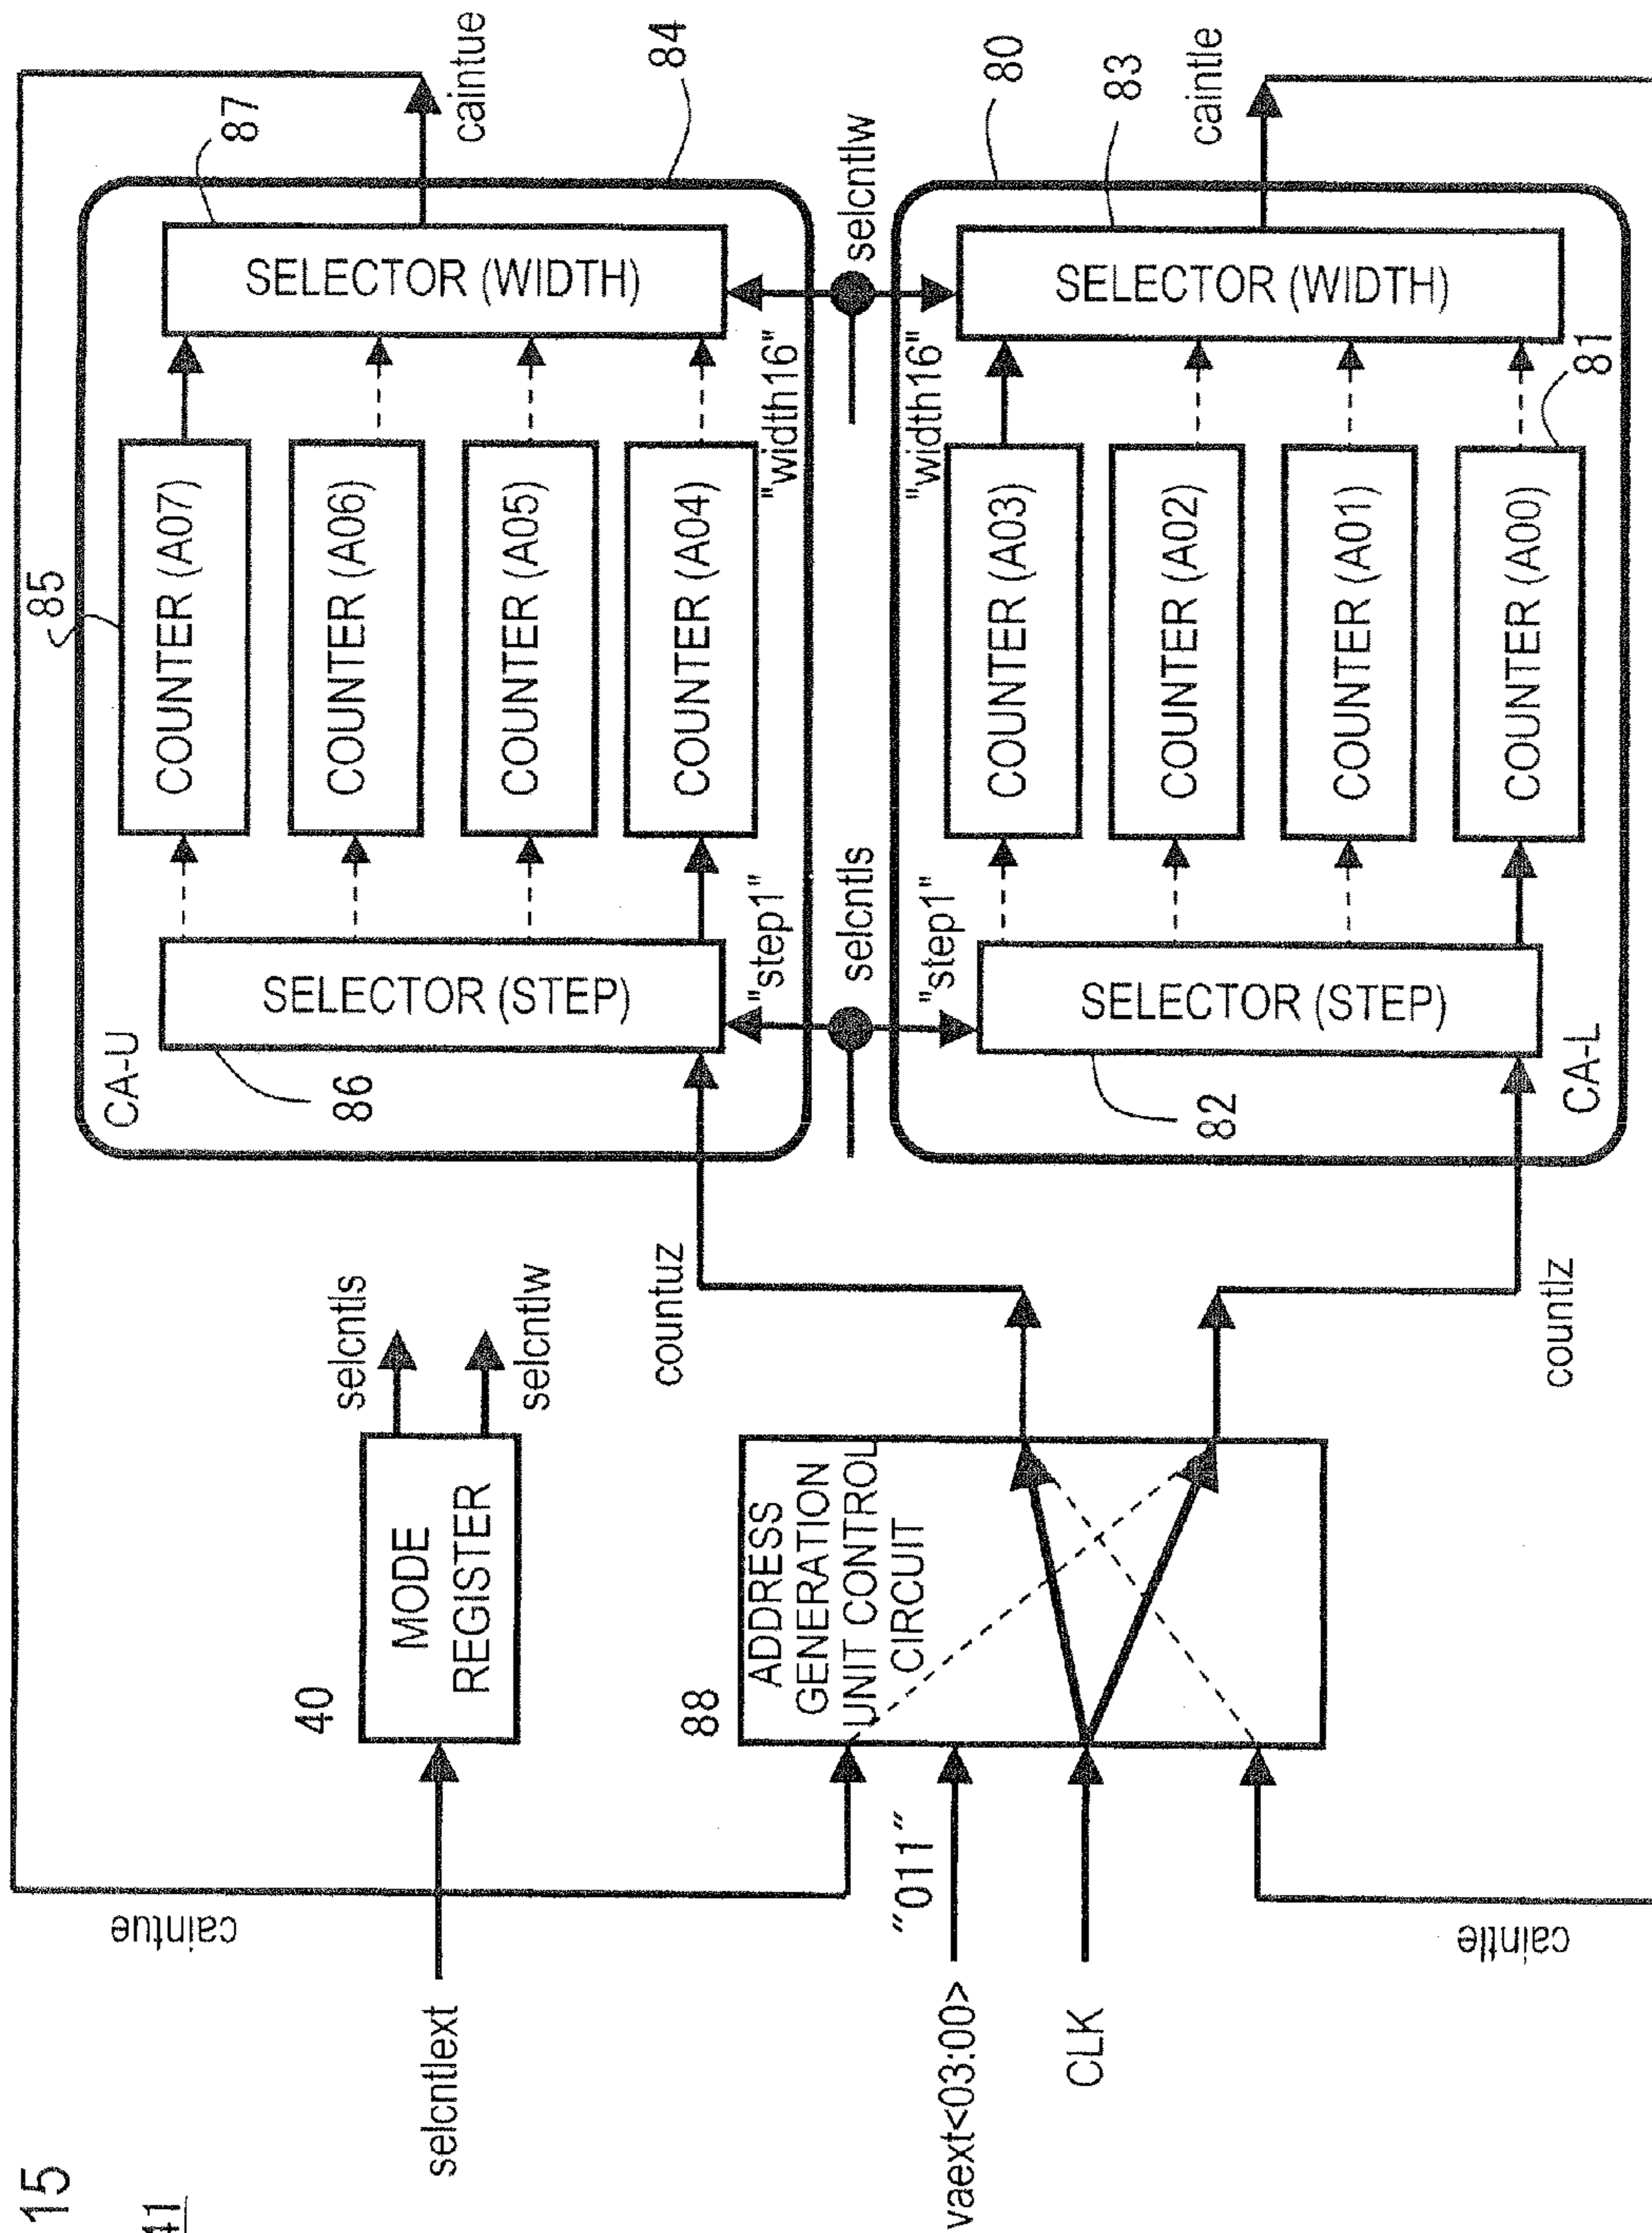 15
41
selcntlext
40
MODE
REGISTER
selcntls
selcntlw
caintue
vaext<03:00>
"011"
CLK
caintle
88
ADDRESS
GENERATION
UNIT CONTROL
CIRCUIT
countuz
countlz
CA-U
86
SELECTOR (STEP)
"step1"
85
COUNTER (A07)
COUNTER (A06)
COUNTER (A05)
COUNTER (A04)
87
SELECTOR (WIDTH)
"width16"
caintue
84
selcntls
selcntlw
80
CA-L
82
SELECTOR (STEP)
"step1"
COUNTER (A03)
COUNTER (A02)
COUNTER (A01)
COUNTER (A00)
81
83
SELECTOR (WIDTH)
"width16"
caintle